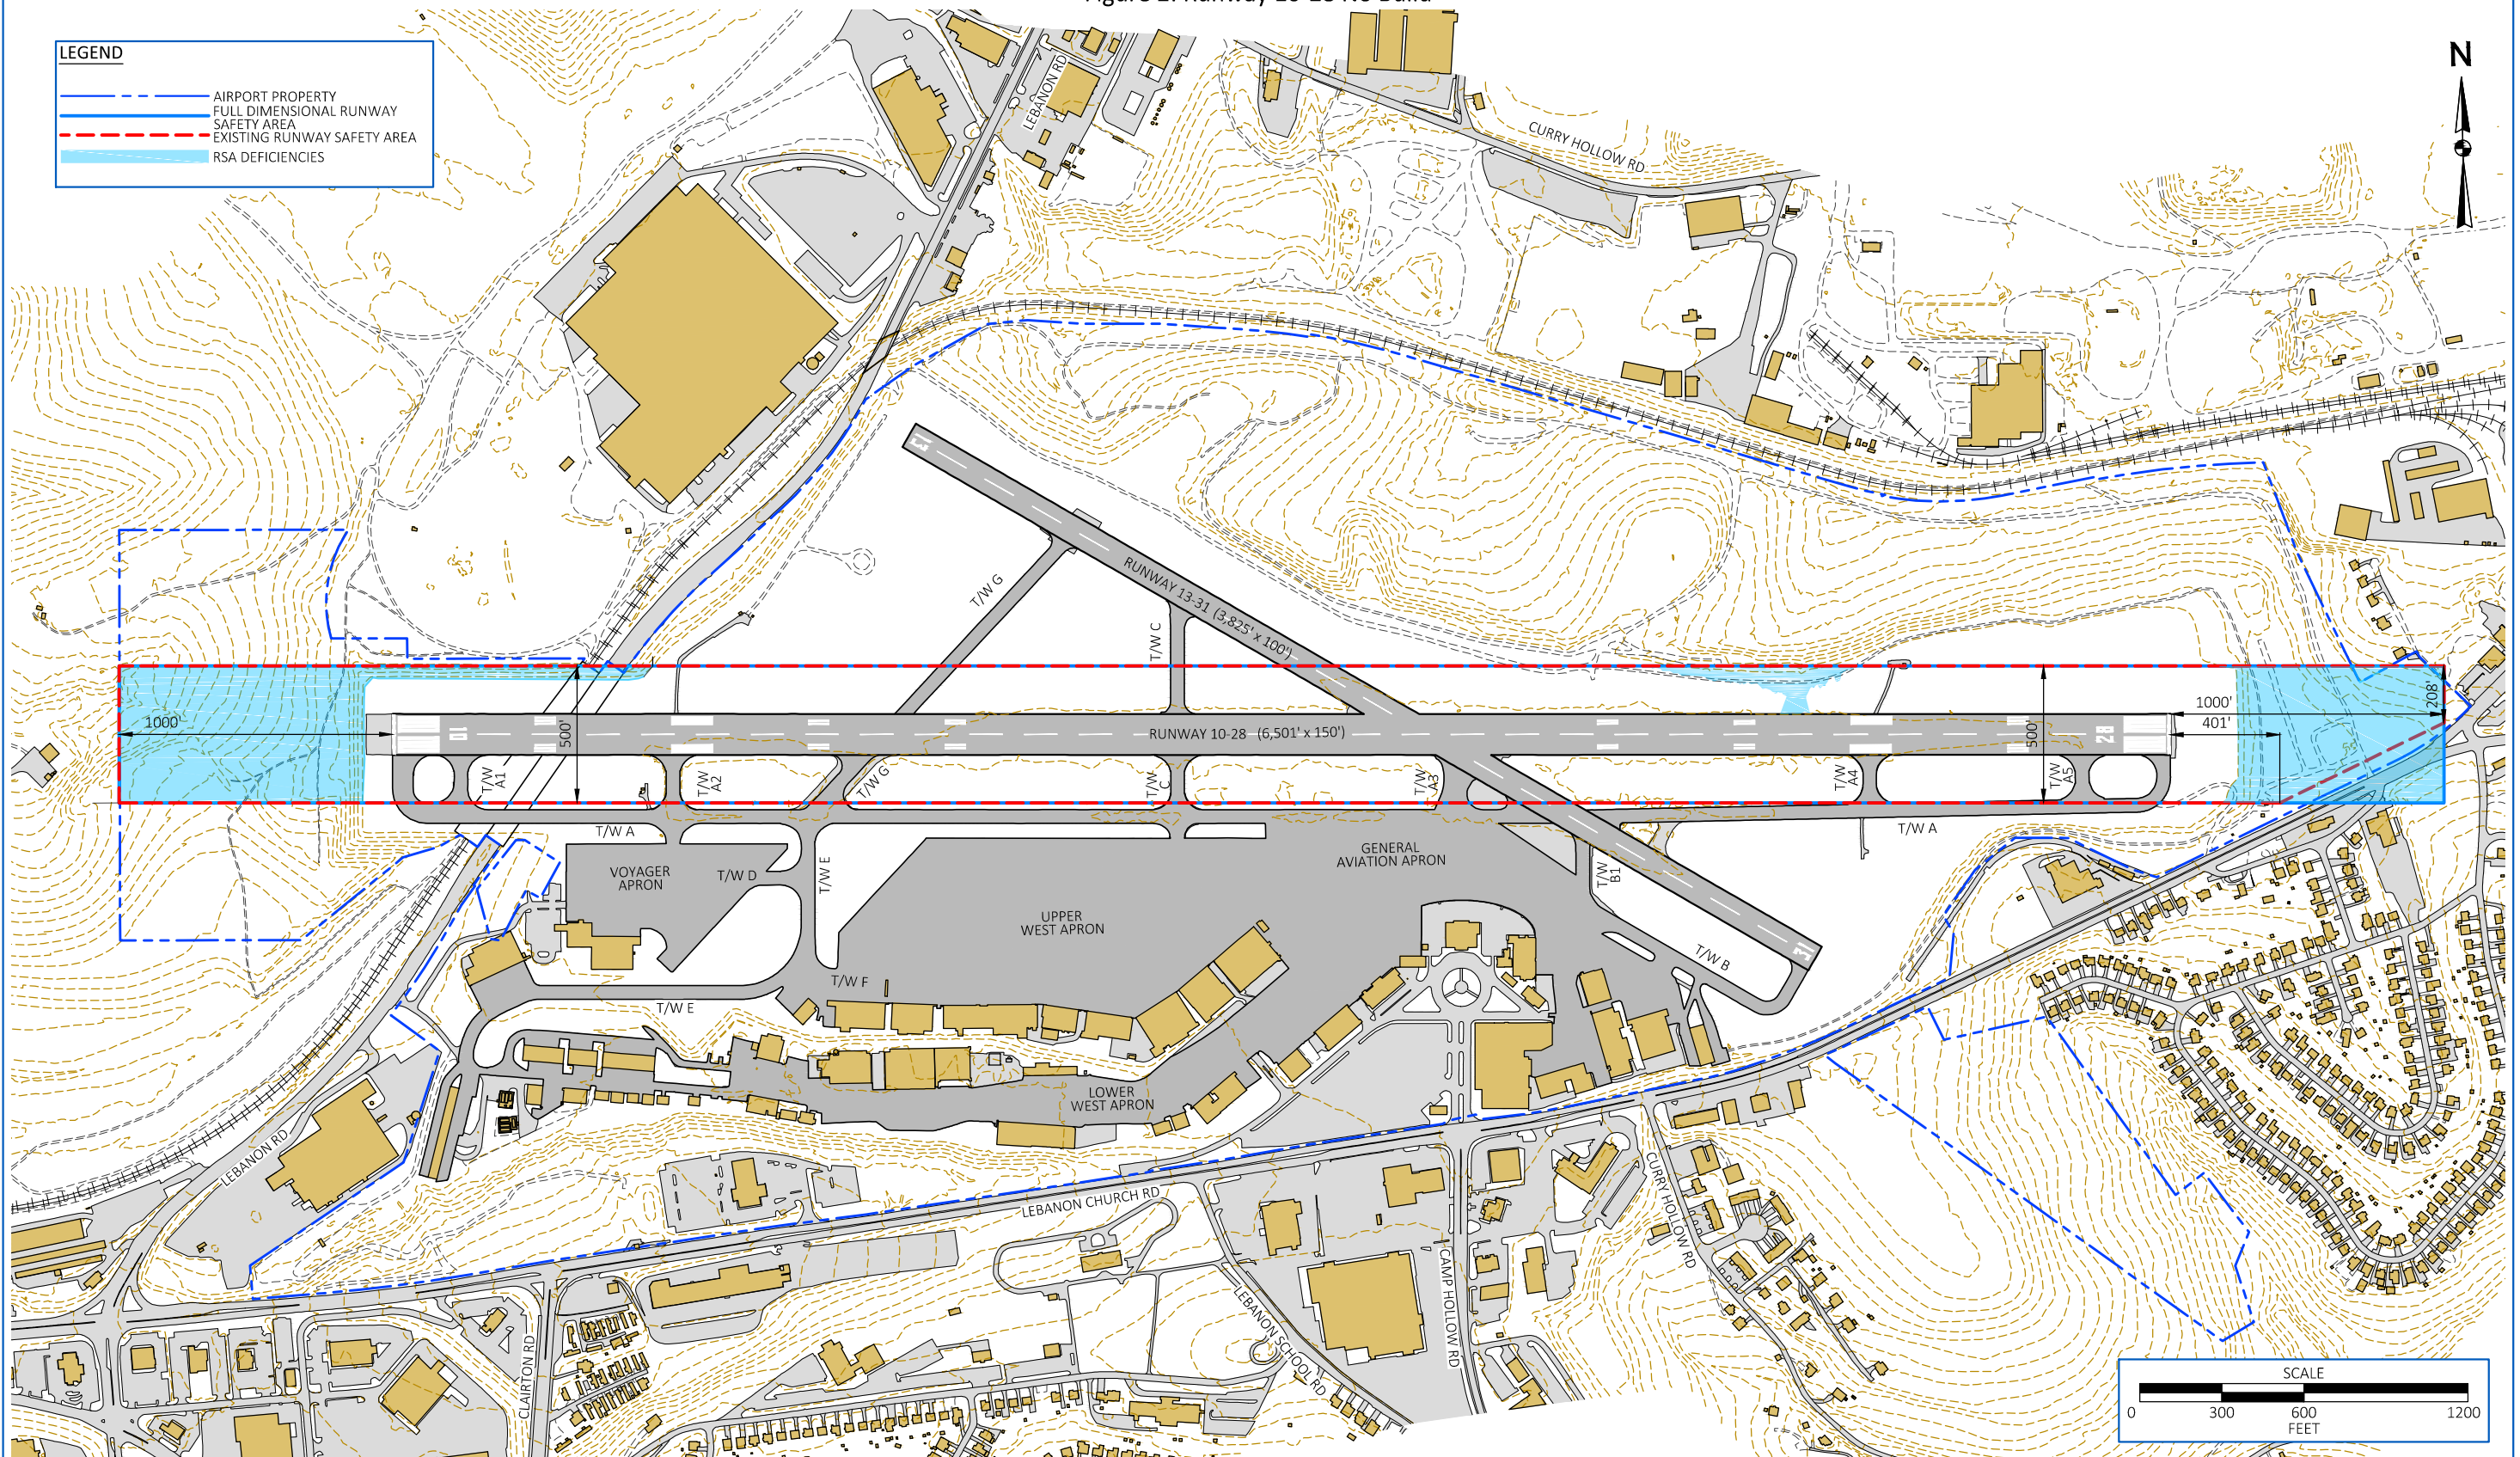 LEGEND
AIRPORT PROPERTY
FULL DIMENSIONAL RUNWAY
SAFETY AREA
EXISTING RUNWAY SAFETY AREA
RSA DEFICIENCIES
N
LEBANON RD
CURRY HOLLOW RD
13
T/W G
RUNWAY 13-31 (3,825' x 100')
T/W C
1000'
10
500'
RUNWAY 10-28 (6,501' x 150')
500'
28
1000'
401'
208'
T/W
A1
T/W
A2
T/W G
T/W
C
T/W
A3
T/W
A4
T/W
A5
T/W A
T/W A
VOYAGER
APRON
T/W D
T/W E
GENERAL
AVIATION APRON
T/W
B1
UPPER
WEST APRON
T/W B
31
T/W F
T/W E
LOWER
WEST APRON
LEBANON RD
LEBANON CHURCH RD
CURRY HOLLOW RD
CAMP HOLLOW RD
LEBANON SCHOOL RD
CLAIRTON RD
SCALE
0 300 600 1200
FEET